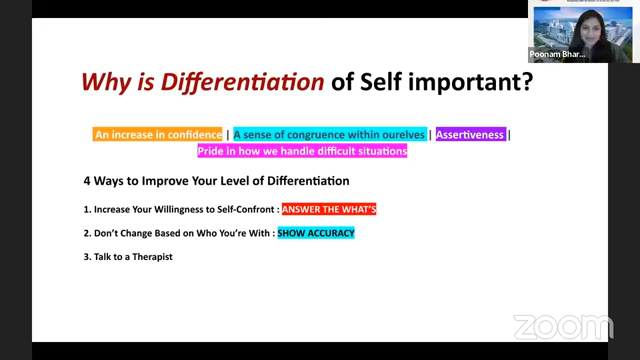 Poonam Bhar...
Why is Differentiation of Self important?
An increase in confidence | A sense of congruence within ourelves | Assertiveness |
Pride in how we handle difficult situations
4 Ways to Improve Your Level of Differentiation
1. Increase Your Willingness to Self-Confront : ANSWER THE WHAT'S
2. Don't Change Based on Who You're With : SHOW ACCURACY
3. Talk to a Therapist
zoom